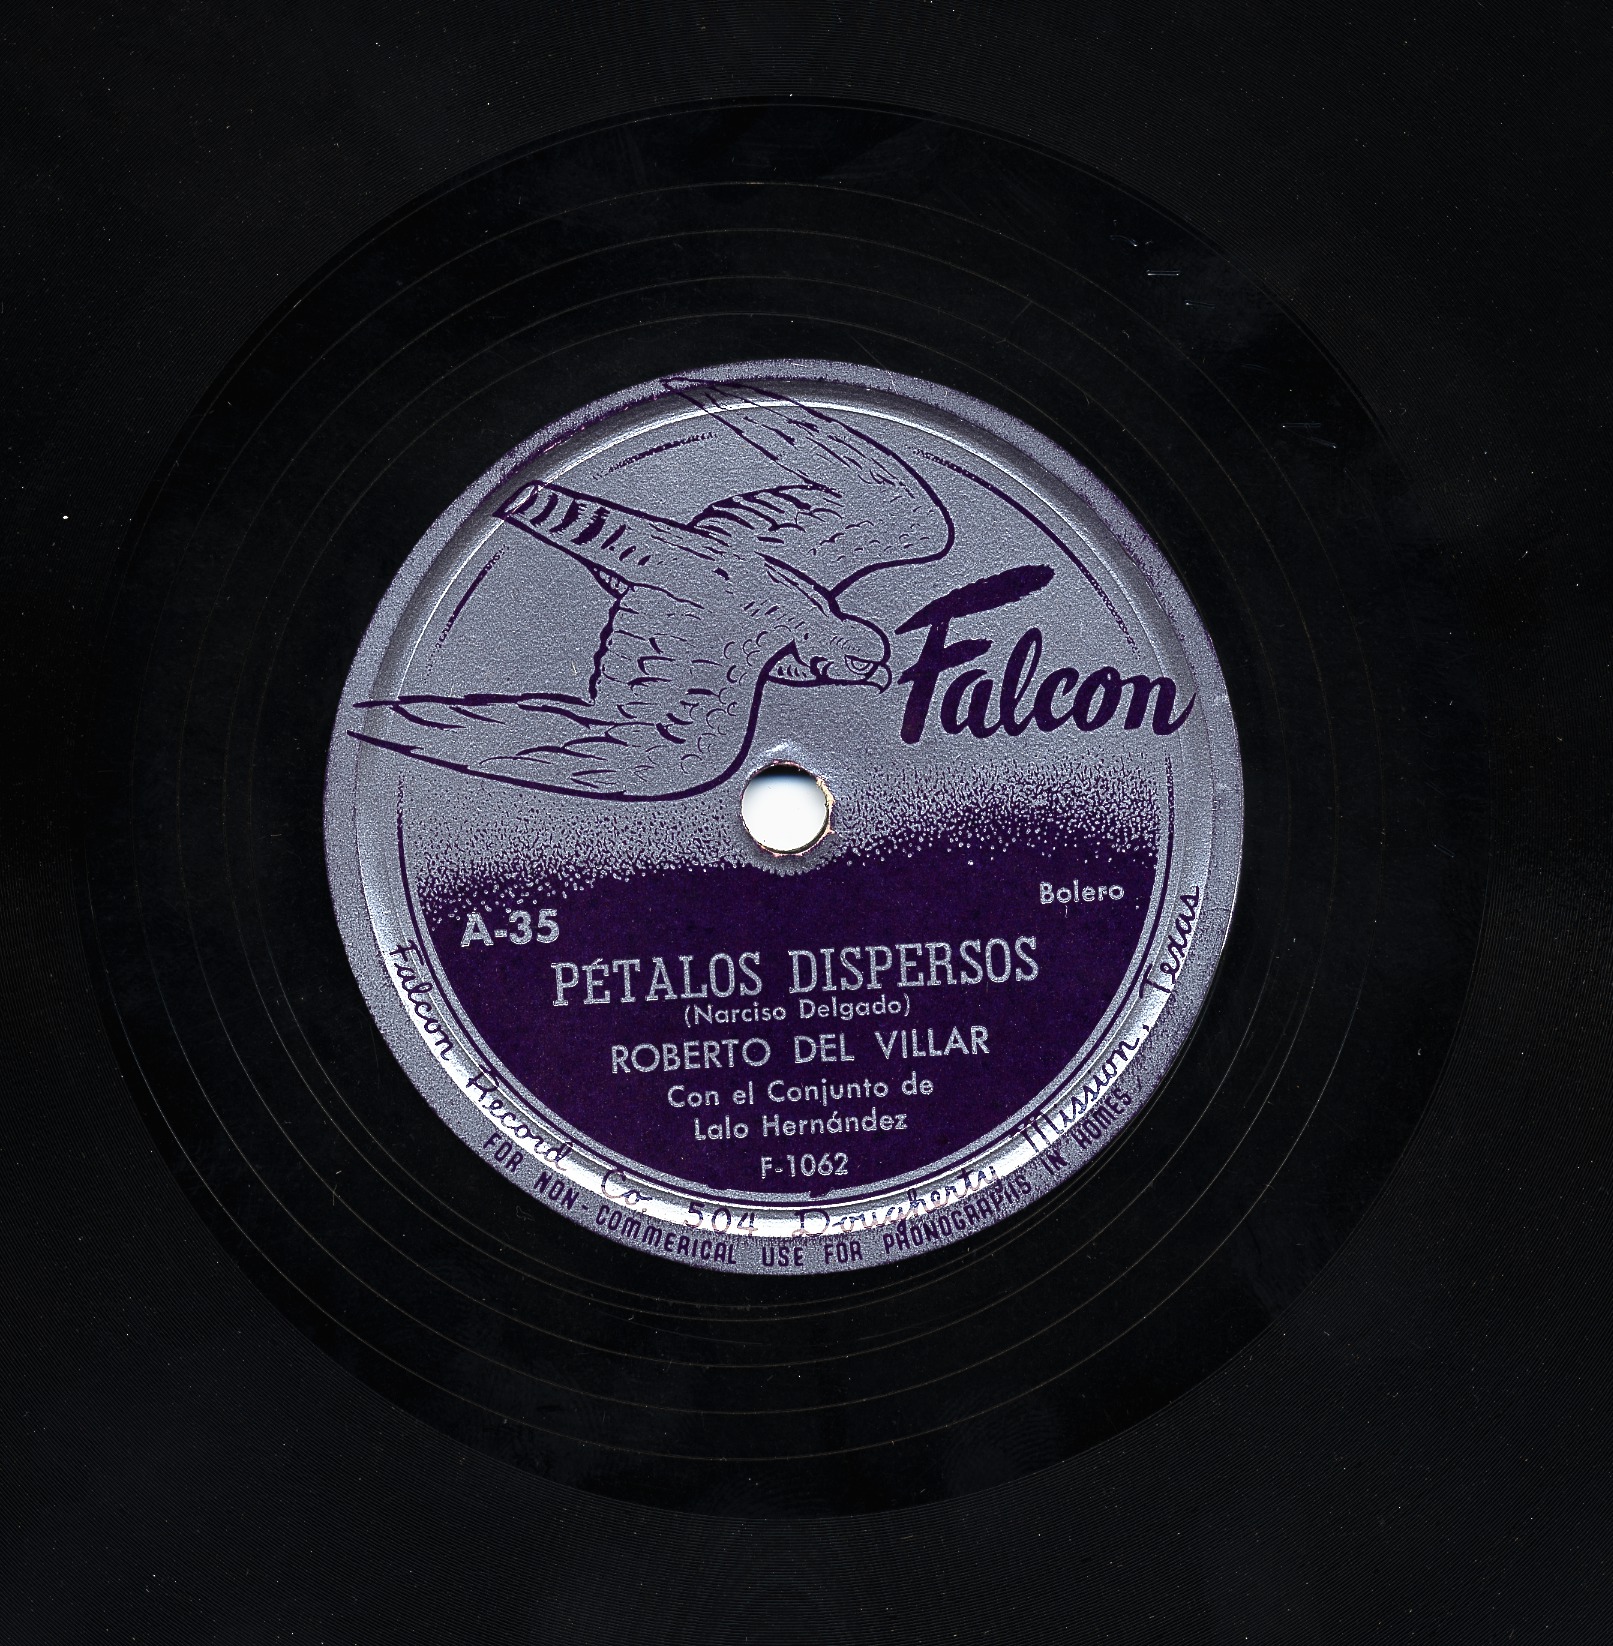 Falcon
Bolero
A-35
PÉTALOS DISPERSOS
(Narciso Delgado)
ROBERTO DEL VILLAR
Con el Conjunto de
Lalo Hernández
F-1062
Falcon Record Co. 504 Dougherty Mission, Texas
FOR NON-COMMERICAL USE FOR PHONOGRAPHS IN HOMES